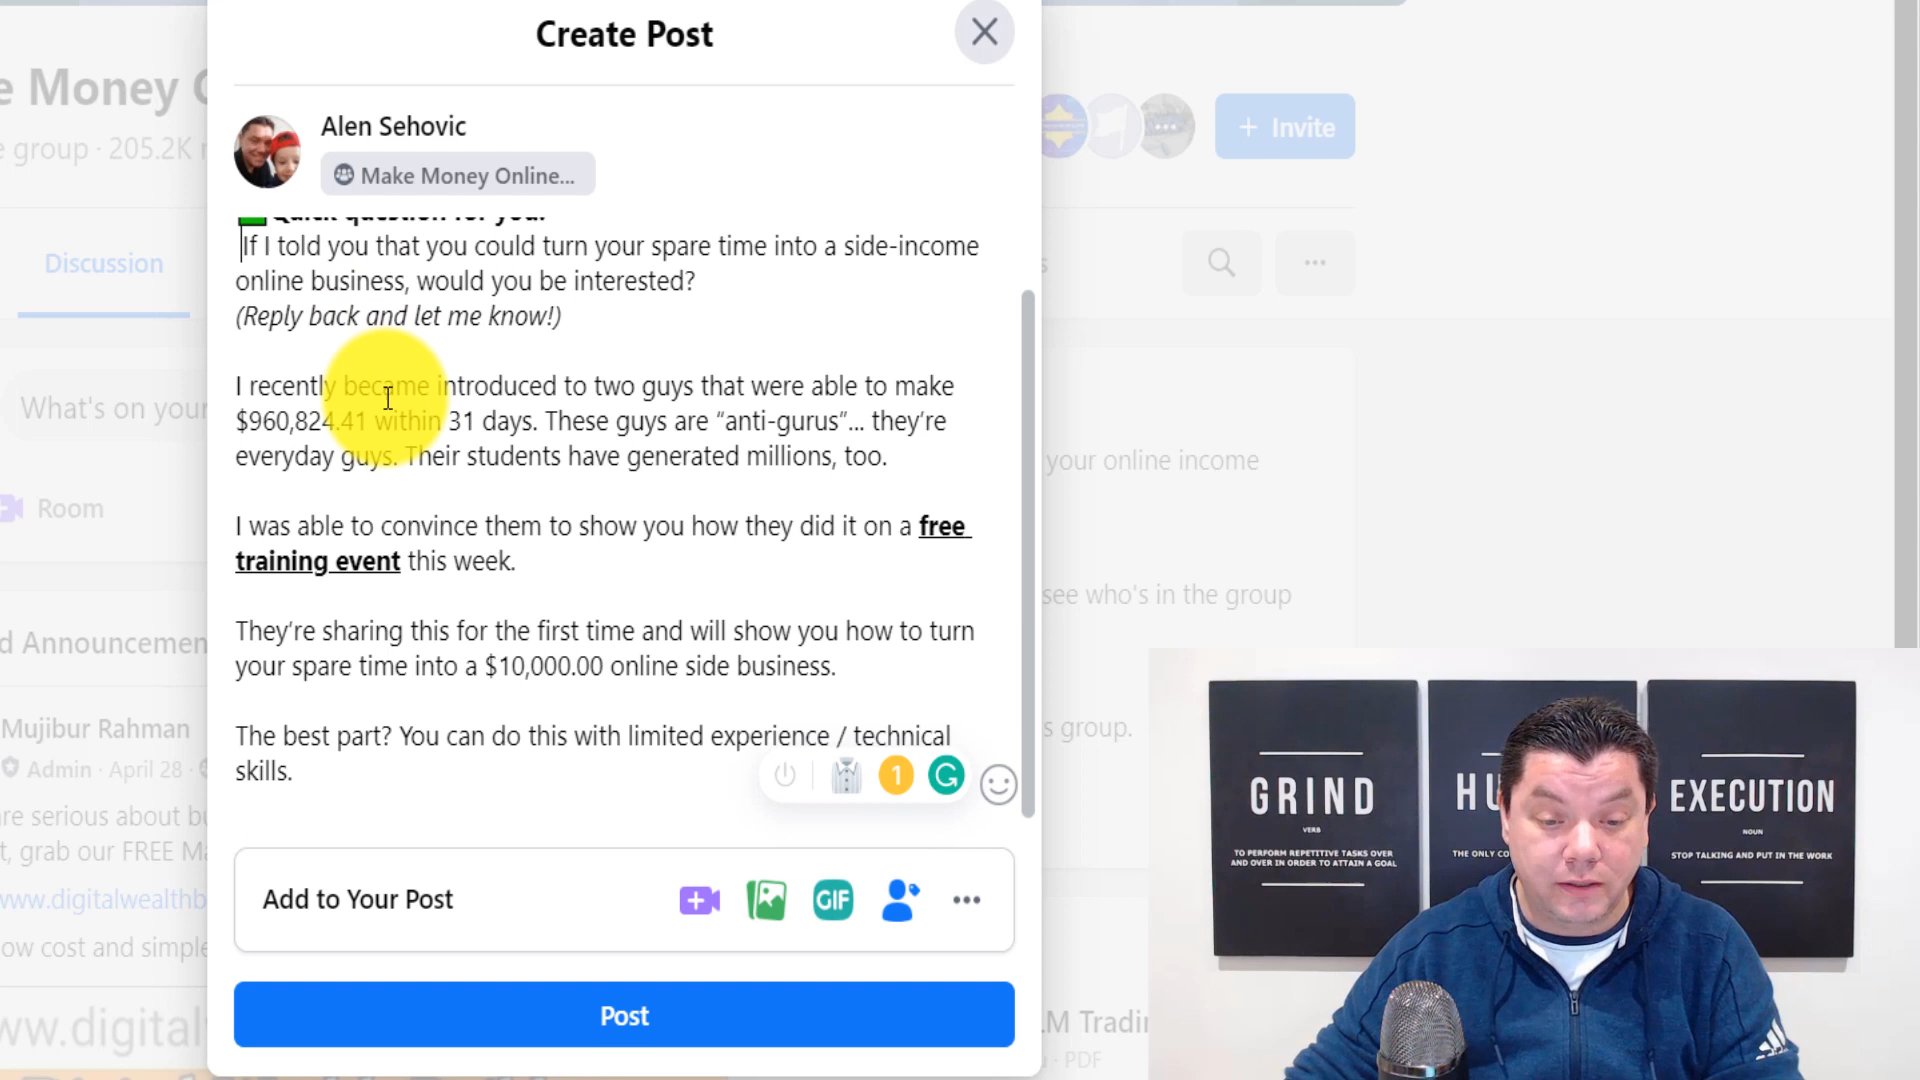 Create Post
e Money
e group · 205.2K
Alen Sehovic
Make Money Online...
+ Invite
Quick question for you.
Discussion
If I told you that you could turn your spare time into a side-income
online business, would you be interested?
(Reply back and let me know!)
What's on your
I recently became introduced to two guys that were able to make
$960,824.41 within 31 days. These guys are “anti-gurus”... they’re
everyday guys. Their students have generated millions, too.
your online income
Room
I was able to convince them to show you how they did it on a free
training event this week.
see who's in the group
They’re sharing this for the first time and will show you how to turn
your spare time into a $10,000.00 online side business.
d Announcemen
Mujibur Rahman
Admin · April 28 ·
The best part? You can do this with limited experience / technical
skills.
s group.
1
G
re serious about bu
t, grab our FREE Ma
www.digitalwealthb
ow cost and simple
Add to Your Post
GIF
Post
ww.digital
.M Tradin
PDF
GRIND
VERB
TO PERFORM REPETITIVE TASKS OVER
AND OVER IN ORDER TO ATTAIN A GOAL
HU
THE ONLY CO
EXECUTION
NOUN
STOP TALKING AND PUT IN THE WORK